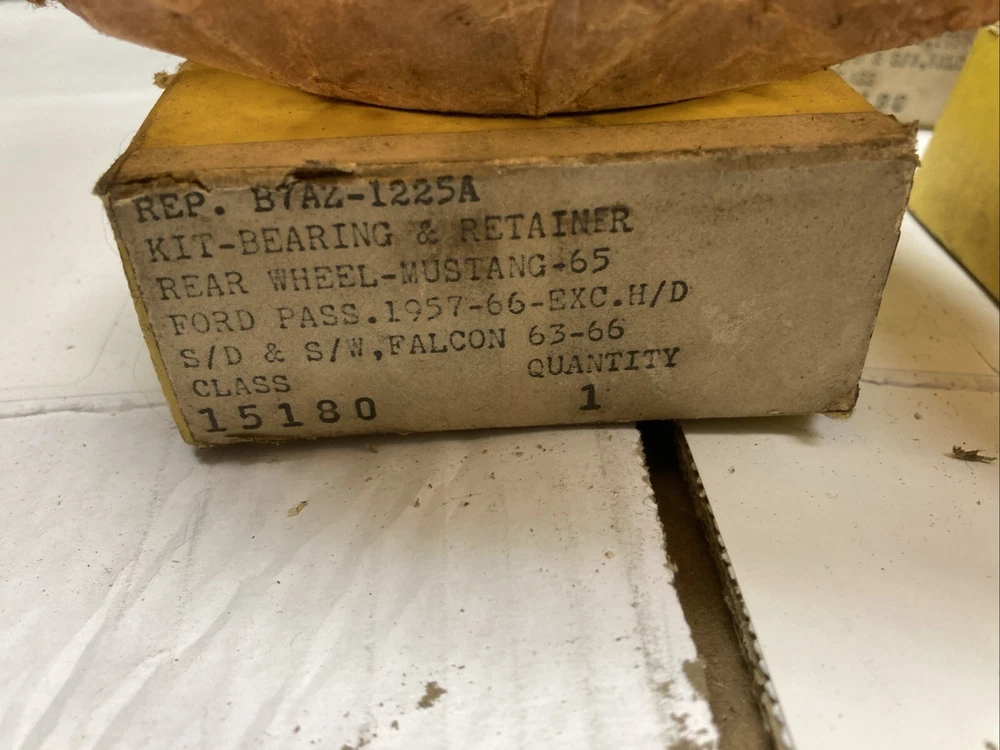 REP. B7AZ-1225A
KIT-BEARING & RETAINER
REAR WHEEL-MUSTANG-65
FORD PASS.1957-66-EXC.H/D
S/D & S/W,FALCON 63-66
CLASS QUANTITY
15180 1